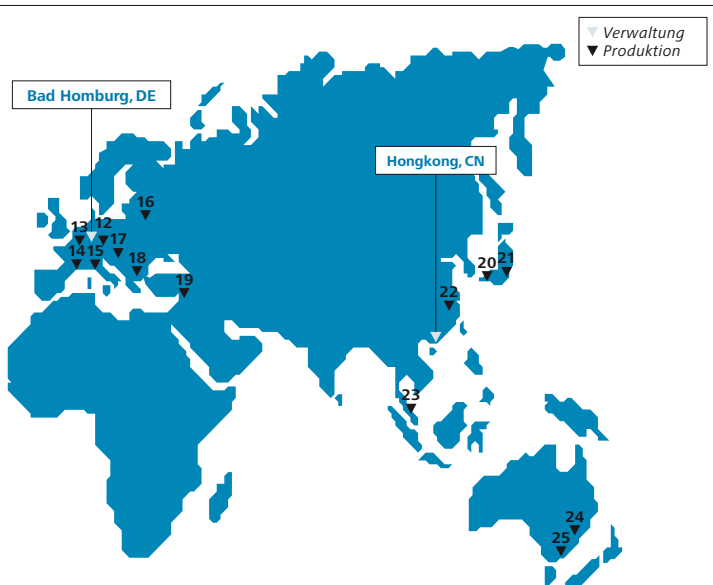 Verwaltung
Produktion
Bad Homburg, DE
Hongkong, CN
16
13 12
17
14 15 18
19
20 21
22
23
24
25